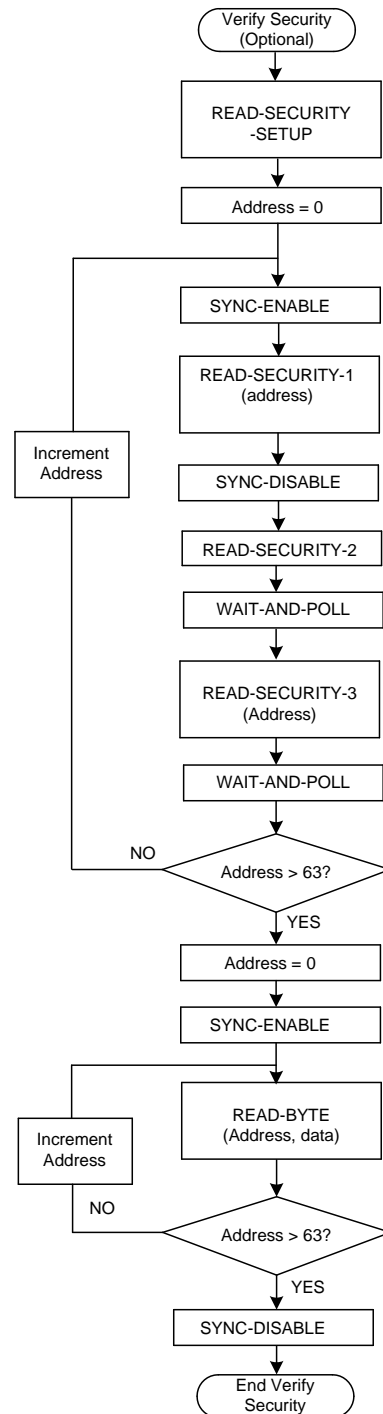 Verify Security
(Optional)
READ-SECURITY
-SETUP
Address = 0
SYNC-ENABLE
READ-SECURITY-1
(address)
Increment
Address
SYNC-DISABLE
READ-SECURITY-2
WAIT-AND-POLL
READ-SECURITY-3
(Address)
WAIT-AND-POLL
NO
Address > 63?
YES
Address = 0
SYNC-ENABLE
READ-BYTE
(Address, data)
Increment
Address
NO
Address > 63?
YES
SYNC-DISABLE
End Verify
Security